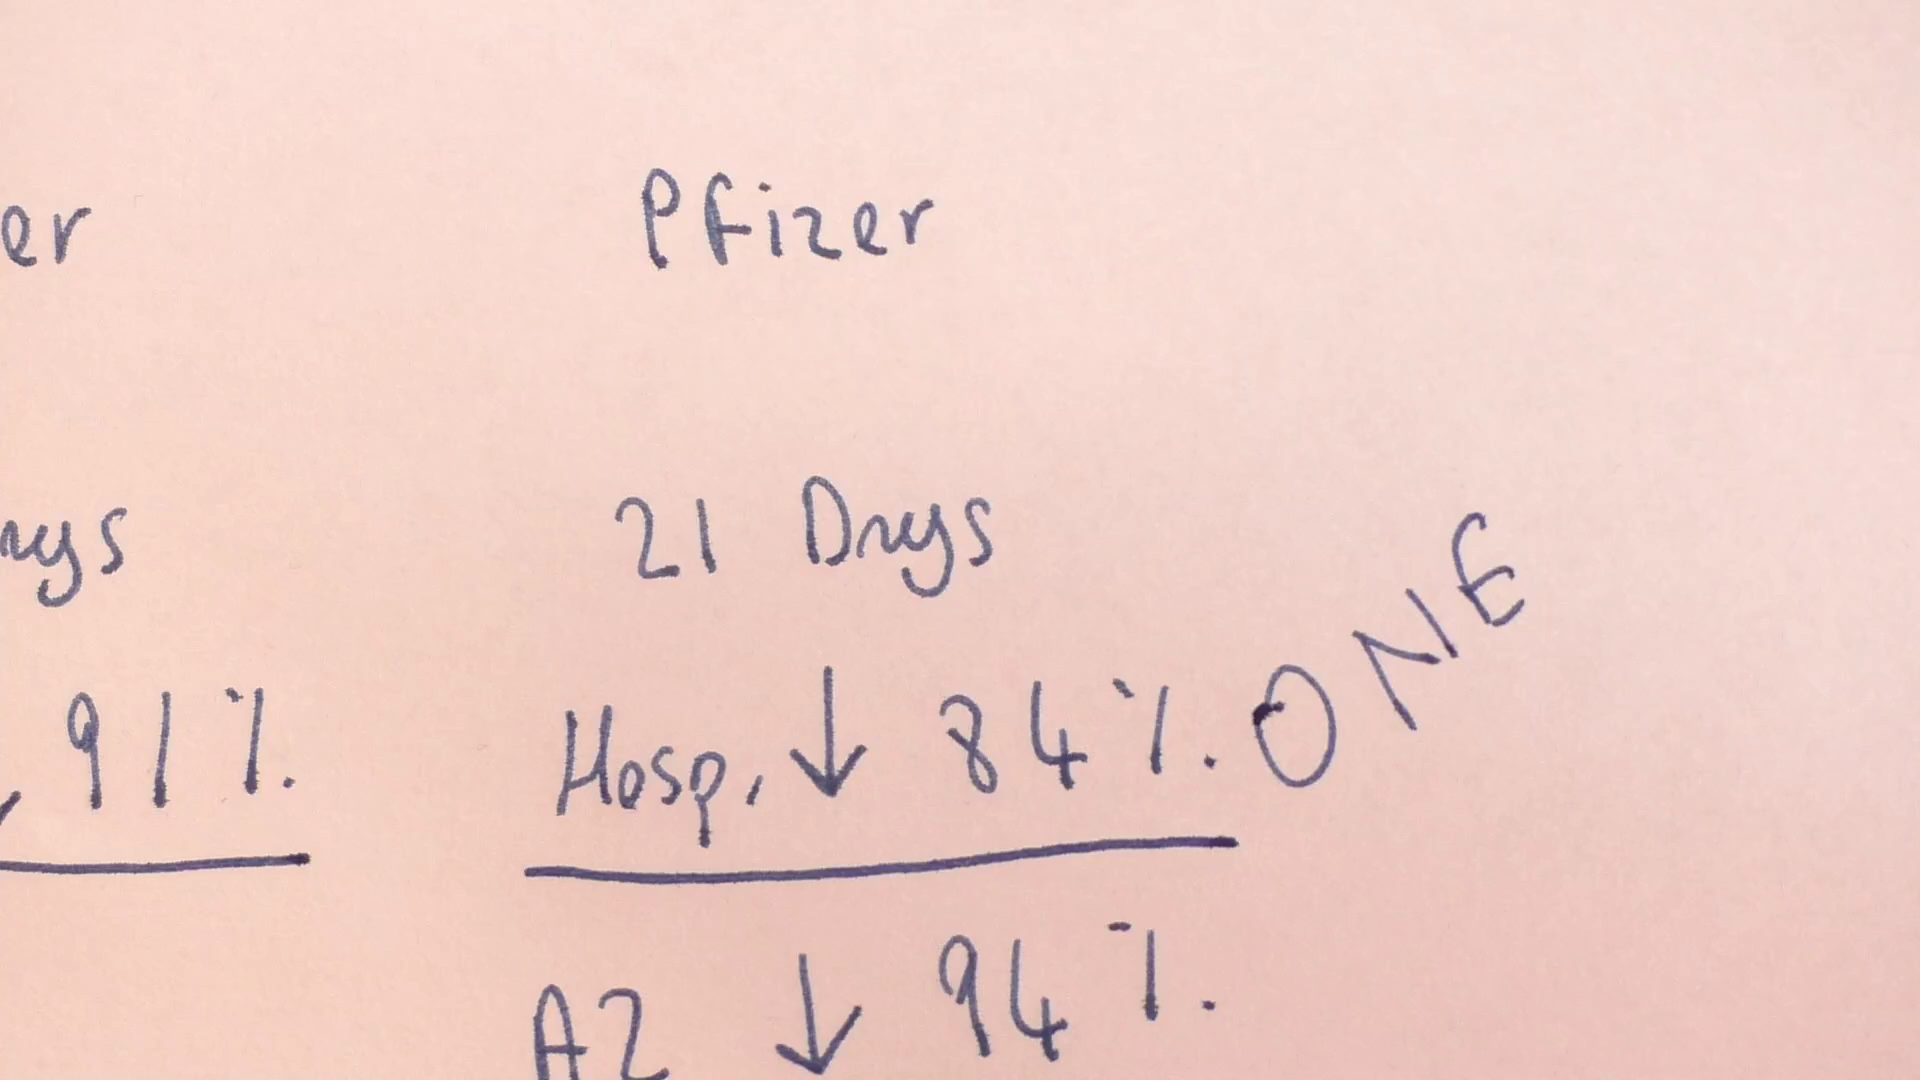 er Pfizer
ays 21 Days
91%. Hosp. ↓ 84%. ONE
AZ ↓ 94%.